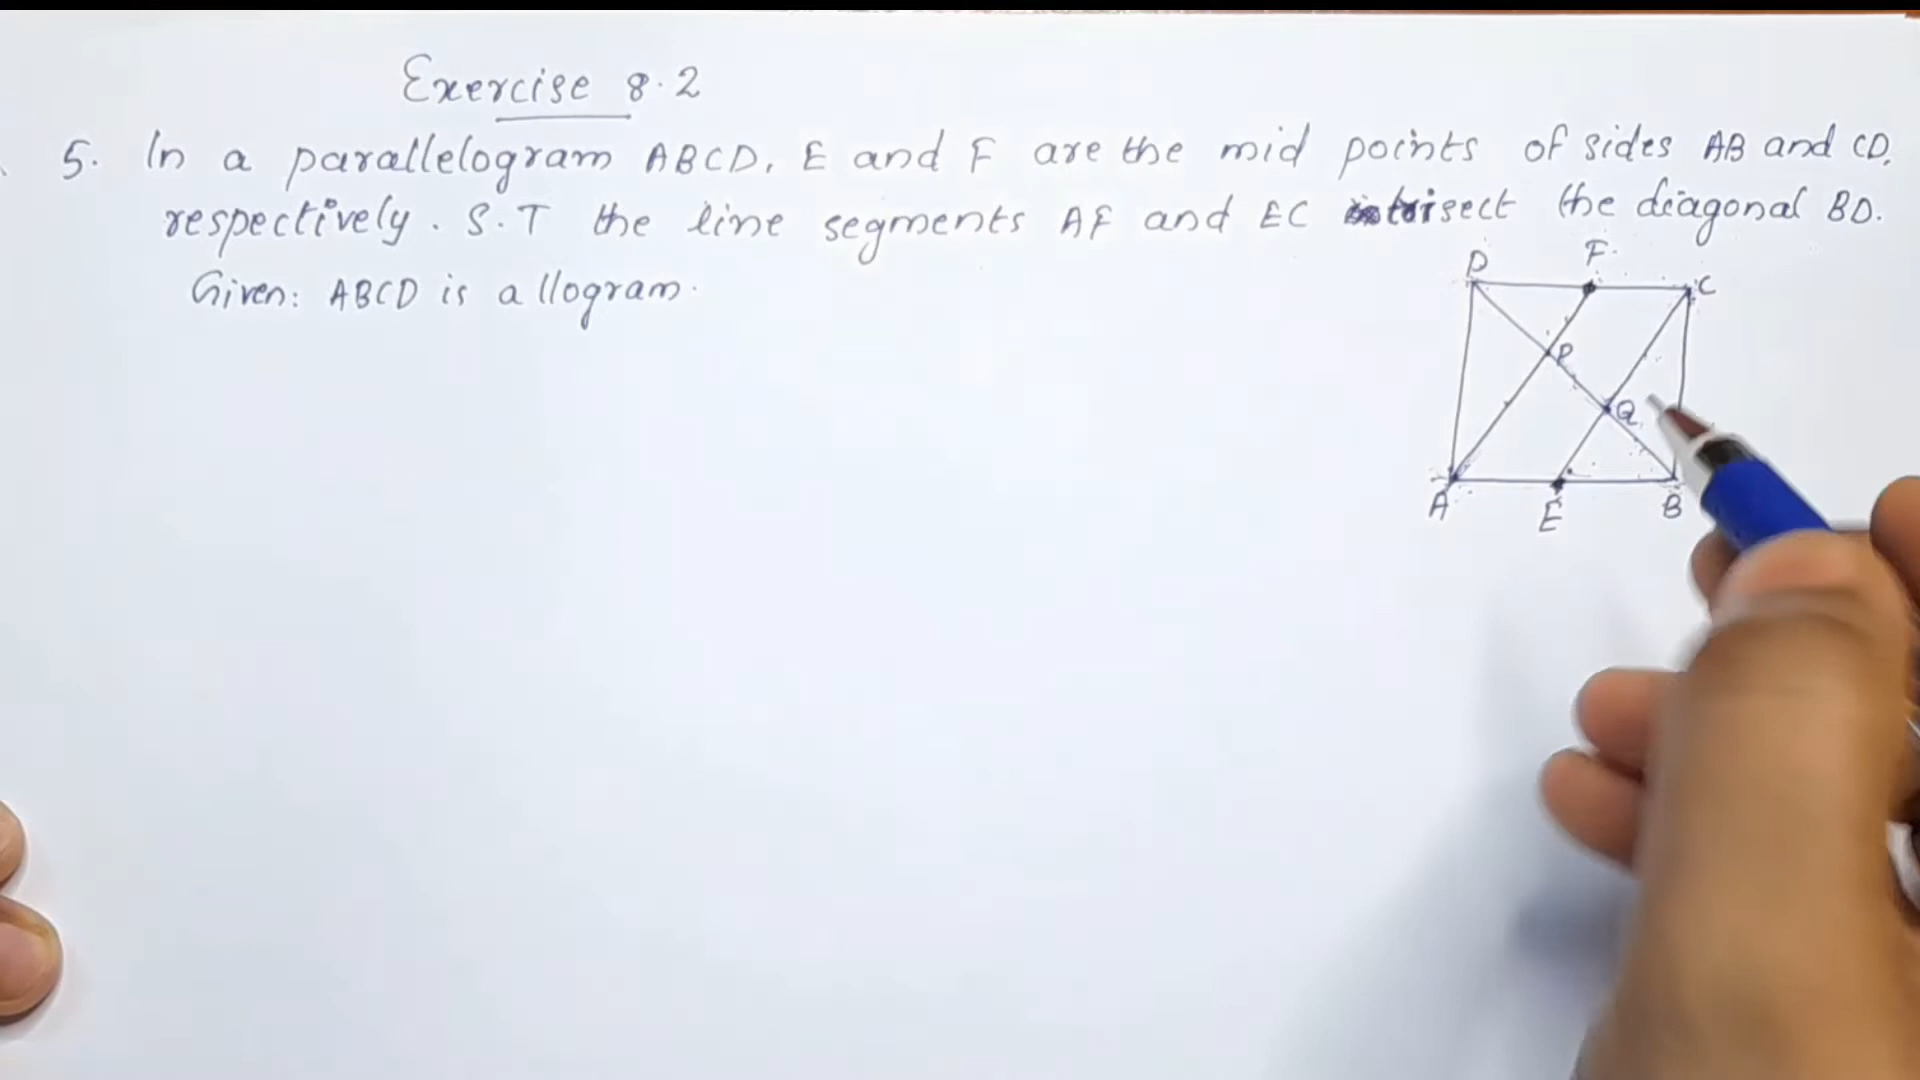 Exercise 8.2
5. In a parallelogram ABCD, E and F are the mid points of sides AB and CD,
respectively. S.T the line segments AF and EC trisect the diagonal BD.
Given: ABCD is a llogram.
D F C
P
Q
A E B